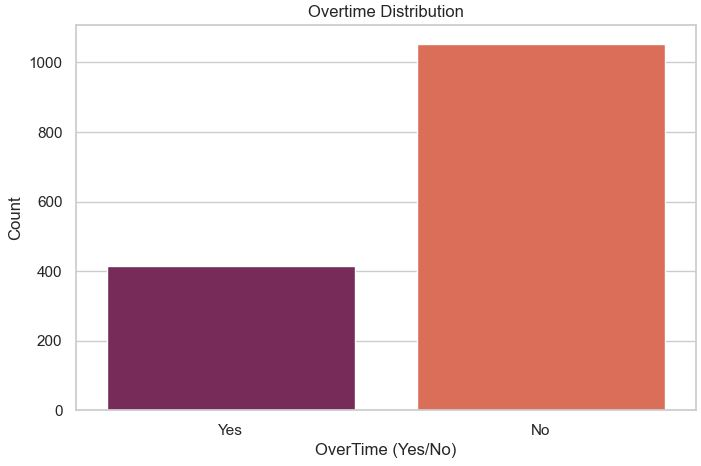 Overtime Distribution
1000
800
600
400
200
0
Count
Yes No
OverTime (Yes/No)